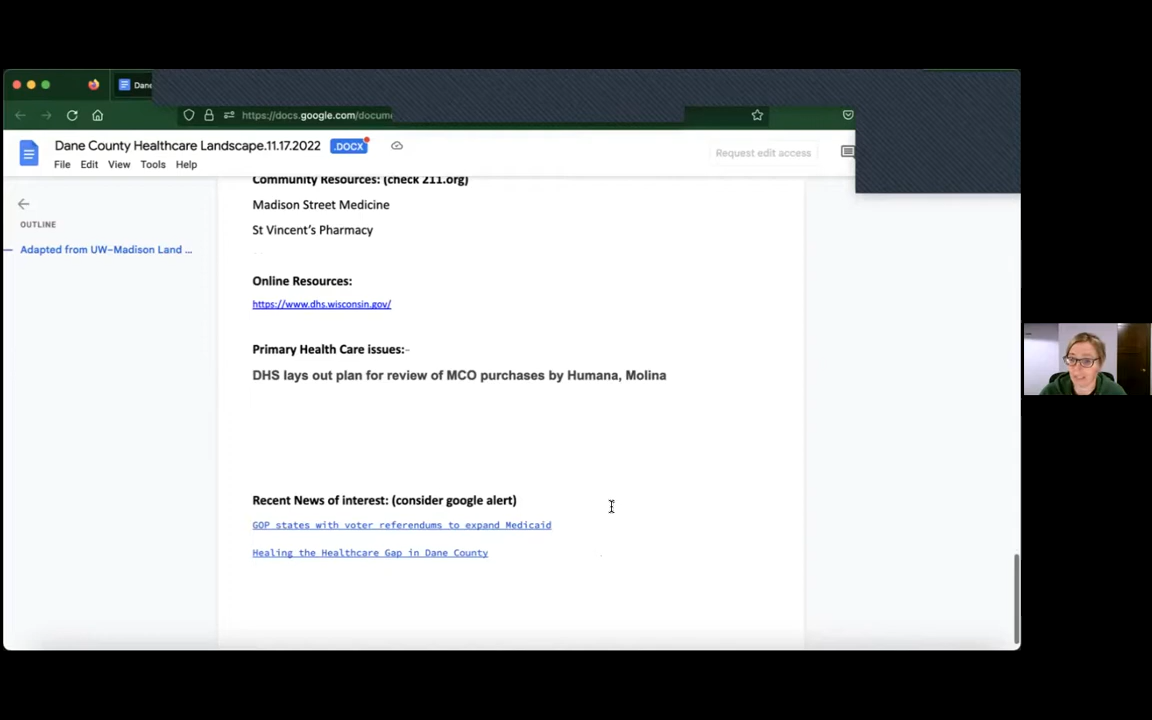 Dane
https://docs.google.com/docume
Dane County Healthcare Landscape.11.17.2022 .DOCX
Request edit access
File Edit View Tools Help
OUTLINE
Adapted from UW-Madison Land ...
Community Resources: (check 211.org)
Madison Street Medicine
St Vincent's Pharmacy
Online Resources:
https://www.dhs.wisconsin.gov/
Primary Health Care issues:-
DHS lays out plan for review of MCO purchases by Humana, Molina
Recent News of interest: (consider google alert)
GOP states with voter referendums to expand Medicaid
Healing the Healthcare Gap in Dane County